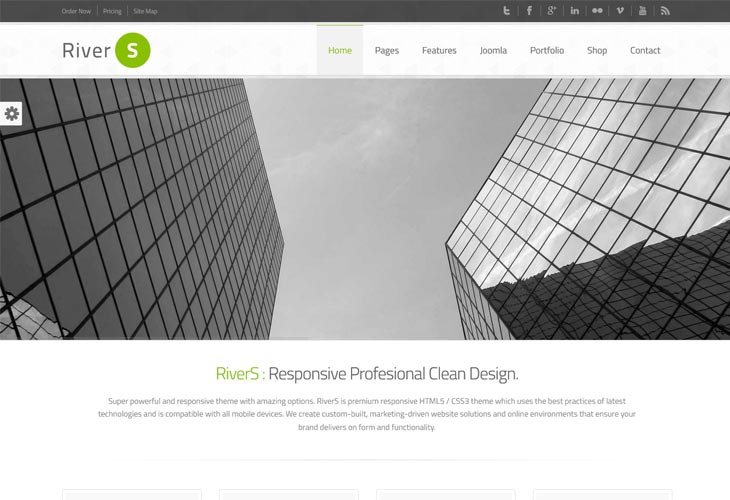 Order Now Pricing Site Map
River S
Home Pages Features Joomla Portfolio Shop Contact
RiverS : Responsive Profesional Clean Design.
Super powerful and responsive theme with amazing options. RiverS is premium responsive HTML5 / CSS3 theme which uses the best practices of latest
technologies and is compatible with all mobile devices. We create custom-built, marketing-driven website solutions and online environments that ensure your
brand delivers on form and functionality.